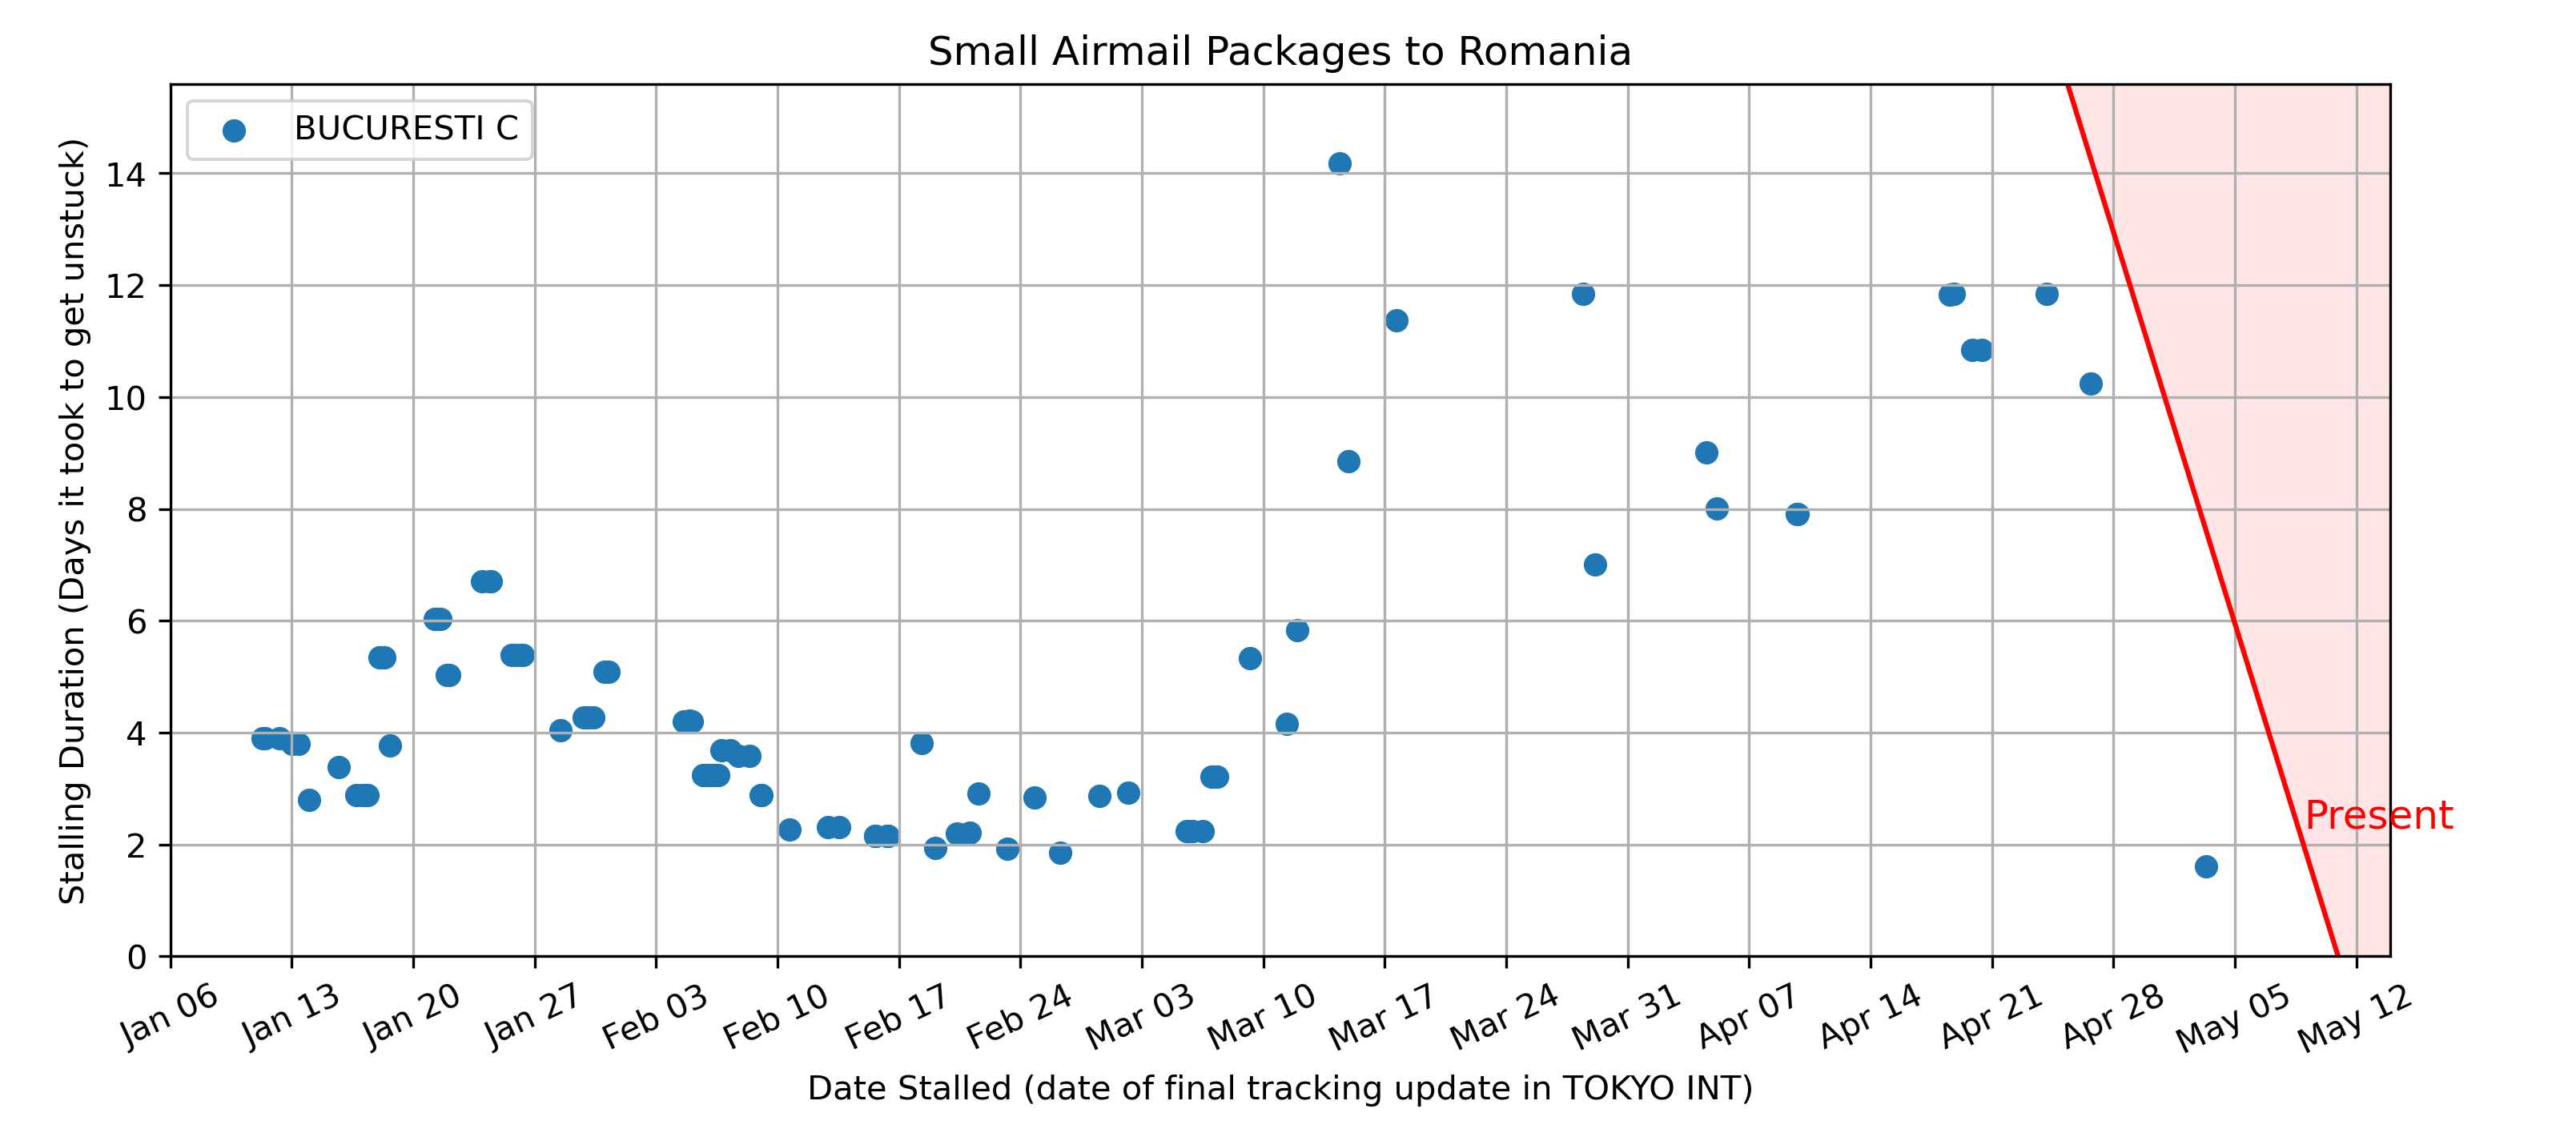 Small Airmail Packages to Romania
BUCURESTI C
Stalling Duration (Days it took to get unstuck)
14
12
10
8
6
4
2
0
Present
Jan 06
Jan 13
Jan 20
Jan 27
Feb 03
Feb 10
Feb 17
Feb 24
Mar 03
Mar 10
Mar 17
Mar 24
Mar 31
Apr 07
Apr 14
Apr 21
Apr 28
May 05
May 12
Date Stalled (date of final tracking update in TOKYO INT)